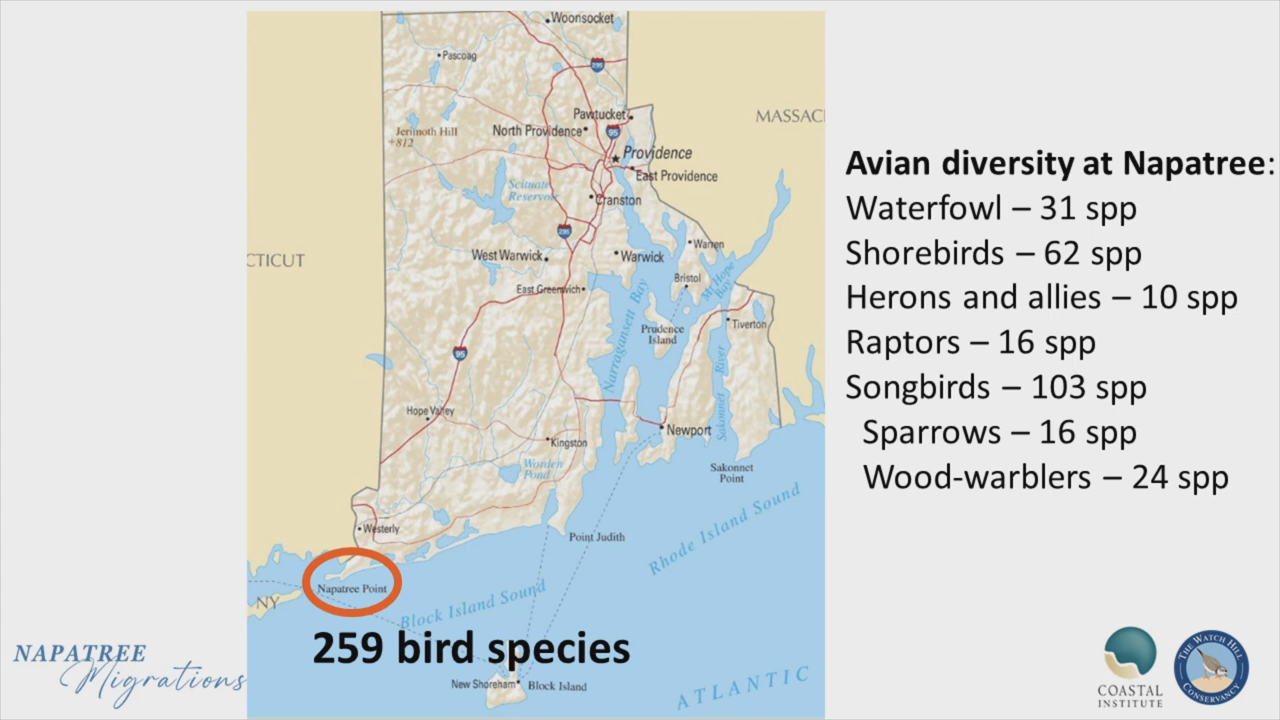 Woonsocket
Pascoag
295
Pawtucket
MASSAC
Jerimoth Hill
+812
North Providence
95
Providence
East Providence
Scituate
Reservoir
Cranston
295
CTICUT
West Warwick
Warwick
Warren
East Greenwich
Bristol
Mt Hope
Bay
Narragansett Bay
Prudence
Island
Tiverton
95
Sakonnet River
Hope Valley
Kingston
Newport
Worden
Pond
Sakonnet
Point
Westerly
Point Judith
Rhode Island Sound
Napatree Point
NY
Block Island Sound
259 bird species
New Shoreham
Block Island
ATLANTIC
Avian diversity at Napatree:
Waterfowl – 31 spp
Shorebirds – 62 spp
Herons and allies – 10 spp
Raptors – 16 spp
Songbirds – 103 spp
Sparrows – 16 spp
Wood-warblers – 24 spp
NAPATREE
Migrations
COASTAL
INSTITUTE
THE WATCH HILL
CONSERVANCY